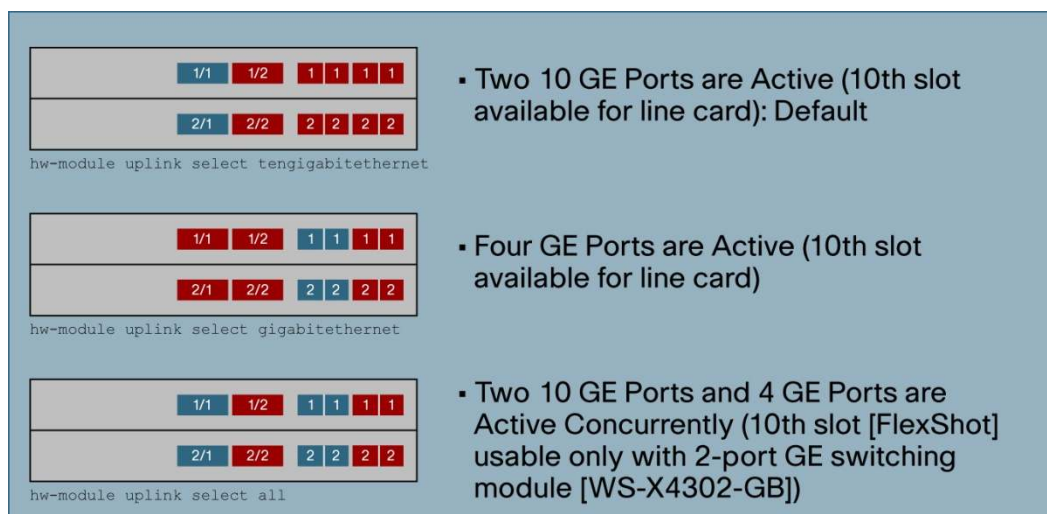 1/1 1/2 1 1 1 1
2/1 2/2 2 2 2 2
hw-module uplink select tengigabitethernet
▪ Two 10 GE Ports are Active (10th slot
available for line card): Default
1/1 1/2 1 1 1 1
2/1 2/2 2 2 2 2
hw-module uplink select gigabitethernet
▪ Four GE Ports are Active (10th slot
available for line card)
1/1 1/2 1 1 1 1
2/1 2/2 2 2 2 2
hw-module uplink select all
▪ Two 10 GE Ports and 4 GE Ports are
Active Concurrently (10th slot [FlexShot]
usable only with 2-port GE switching
module [WS-X4302-GB])